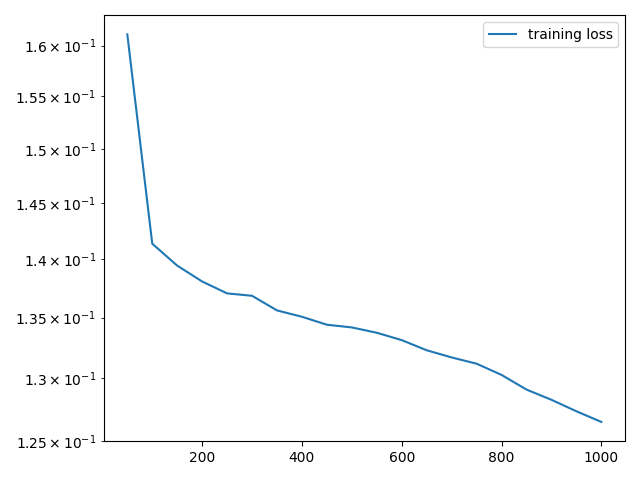 training loss
1.6 × 10⁻¹
1.55 × 10⁻¹
1.5 × 10⁻¹
1.45 × 10⁻¹
1.4 × 10⁻¹
1.35 × 10⁻¹
1.3 × 10⁻¹
1.25 × 10⁻¹
200 400 600 800 1000